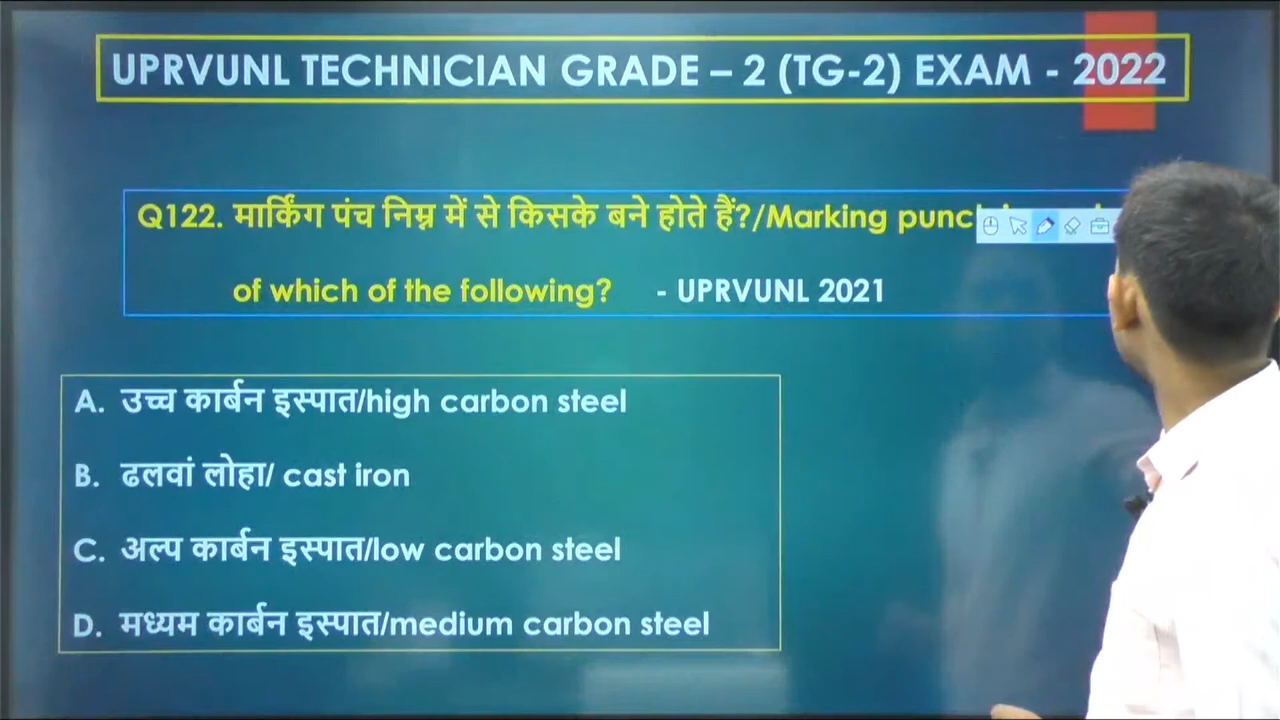 UPRVUNL TECHNICIAN GRADE – 2 (TG-2) EXAM - 2022
Q122. मार्किंग पंच निम्न में से किसके बने होते हैं?/Marking
of which of the following? - UPRVUNL 2021
A. उच्च कार्बन इस्पात/high carbon steel
B. ढलवां लोहा/ cast iron
C. अल्प कार्बन इस्पात/low carbon steel
D. मध्यम कार्बन इस्पात/medium carbon steel